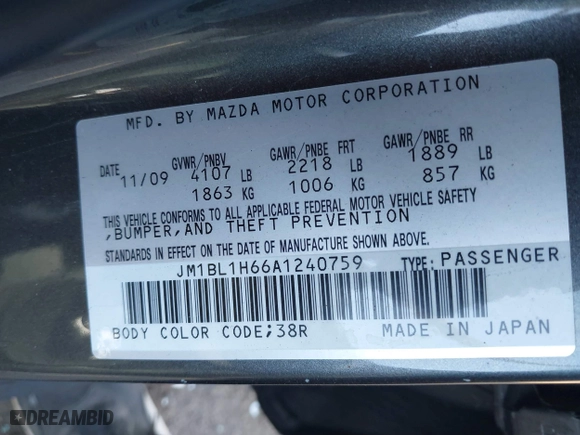 MFD. BY MAZDA MOTOR CORPORATION
DATE GVWR/PNBV GAWR/PNBE FRT GAWR/PNBE RR
11/09 4107 LB 2218 LB 1889 LB
1863 KG 1006 KG 857 KG
THIS VEHICLE CONFORMS TO ALL APPLICABLE FEDERAL MOTOR VEHICLE SAFETY
,BUMPER,AND THEFT PREVENTION
STANDARDS IN EFFECT ON THE DATE OF MANUFACTURE SHOWN ABOVE.
JM1BL1H66A1240759 TYPE: PASSENGER
BODY COLOR CODE;38R MADE IN JAPAN
DREAMBID